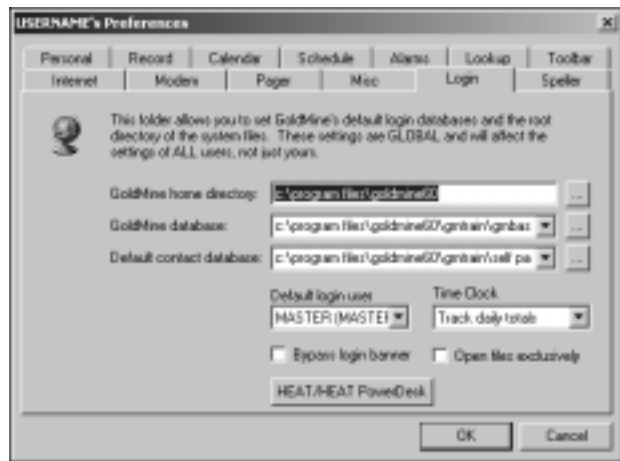 USERNAME's Preferences
Personal Record Calendar Schedule Alarms Lookup Toolbar
Internet Modem Pager Misc Login Speller
This folder allows you to set GoldMine's default login databases and the root
directory of the system files. These settings are GLOBAL and will affect the
settings of ALL users, not just yours.
GoldMine home directory: c:\program files\goldmine60 ...
GoldMine database: c:\program files\goldmine60\gmtrain\gmbas ...
Default contact database: c:\program files\goldmine60\gmtrain\self pa ...
Default login user Time Clock
MASTER (MASTER Track daily totals
Bypass login banner Open files exclusively
HEAT/HEAT PowerDesk
OK Cancel